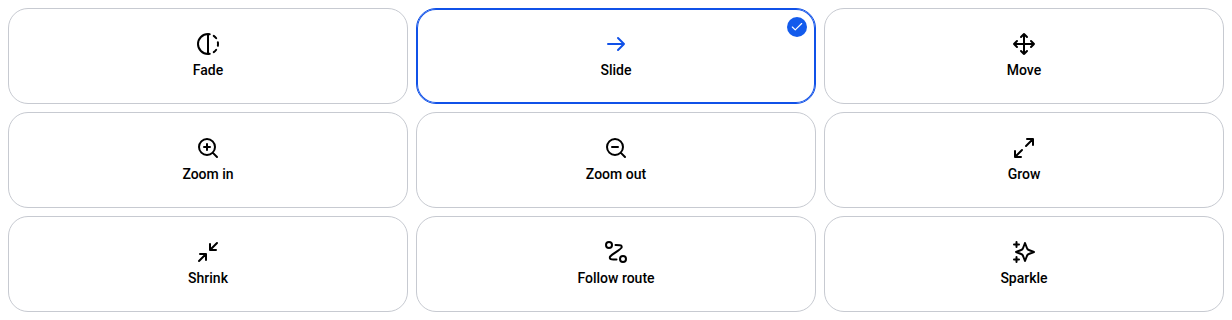 Fade
Slide
Move
Zoom in
Zoom out
Grow
Shrink
Follow route
Sparkle